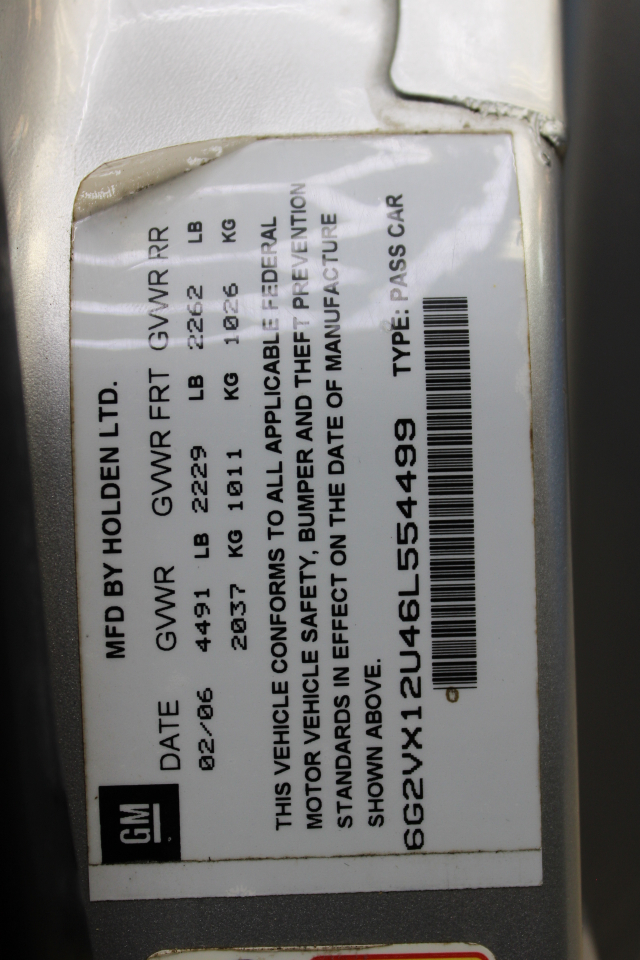 GM
MFD BY HOLDEN LTD.
DATE GVWR GVWR FRT GVWR RR
02/06 4491 LB 2229 LB 2262 LB
2037 KG 1011 KG 1026 KG
THIS VEHICLE CONFORMS TO ALL APPLICABLE FEDERAL
MOTOR VEHICLE SAFETY, BUMPER AND THEFT PREVENTION
STANDARDS IN EFFECT ON THE DATE OF MANUFACTURE
SHOWN ABOVE.
6G2VX12U46L554499 TYPE: PASS CAR